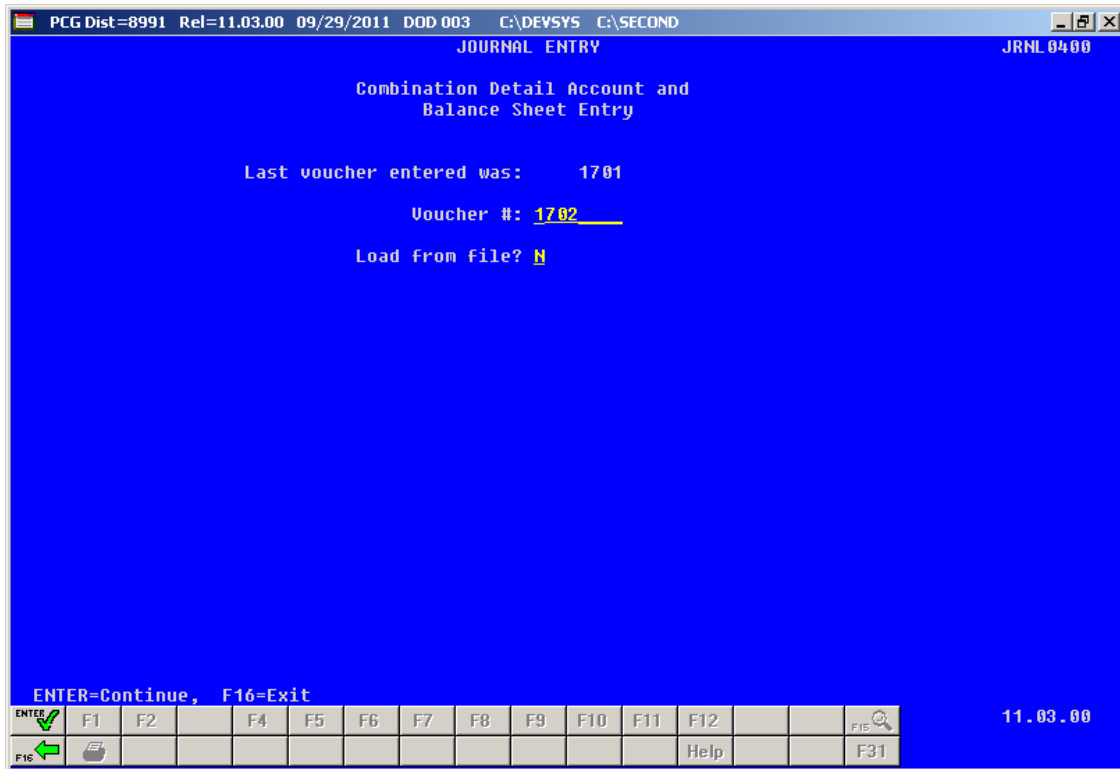 PCG Dist=8991 Rel=11.03.00 09/29/2011 DOD 003 C:\DEVSYS C:\SECOND
JOURNAL ENTRY JRNL0400
Combination Detail Account and
Balance Sheet Entry
Last voucher entered was: 1701
Voucher #: 1702
Load from file? N
ENTER=Continue, F16=Exit
ENTER F1 F2 F4 F5 F6 F7 F8 F9 F10 F11 F12 F15 11.03.00
F16 Help F31